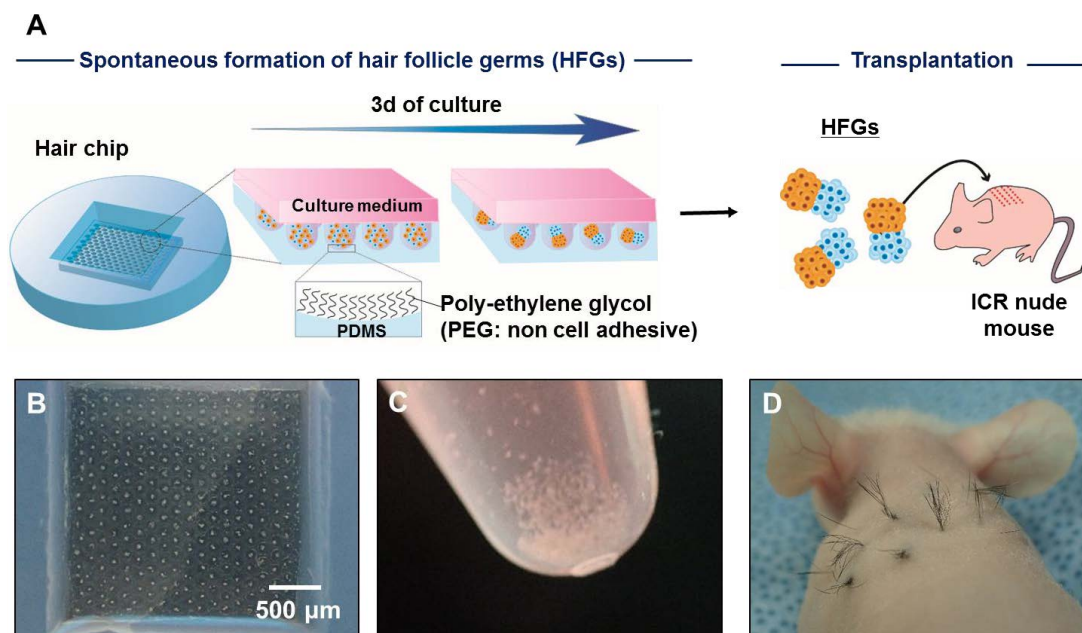 A
Spontaneous formation of hair follicle germs (HFGs)
Transplantation
3d of culture
Hair chip
Culture medium
HFGs
Poly-ethylene glycol
(PEG: non cell adhesive)
PDMS
ICR nude
mouse
B
500 μm
C
D